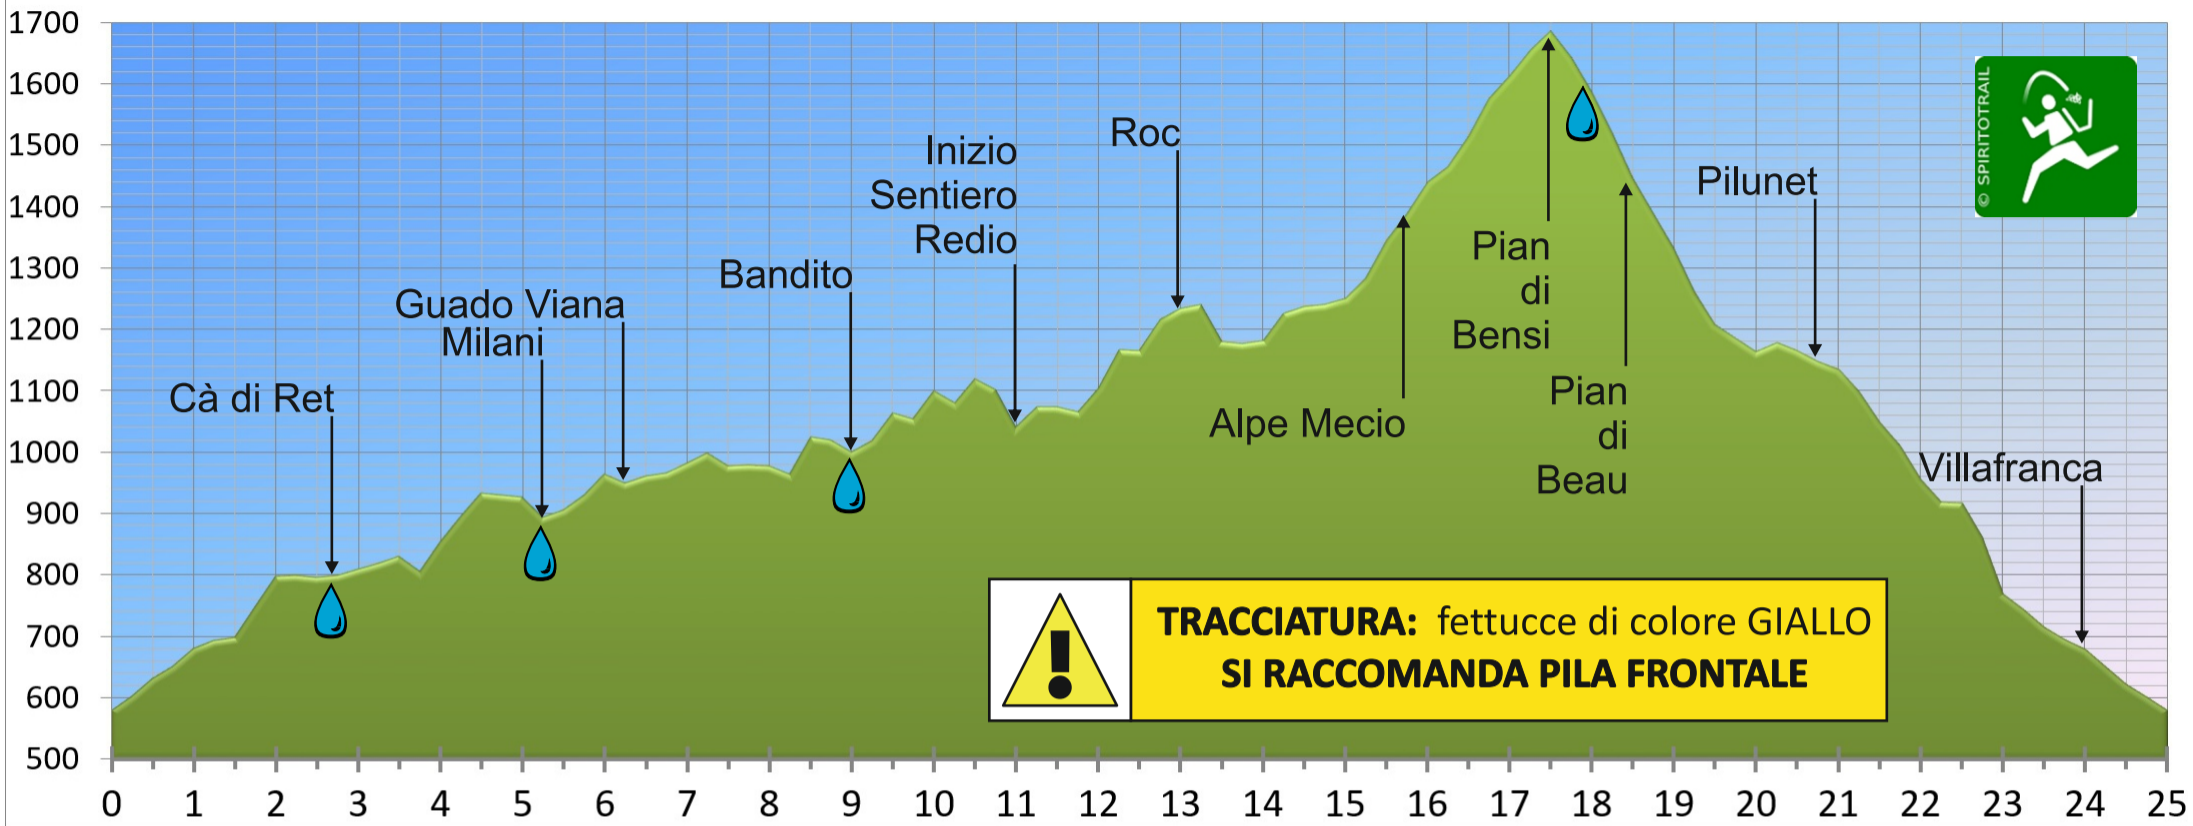 1700
1600
1500
1400
1300
1200
1100
1000
900
800
700
600
500
0 1 2 3 4 5 6 7 8 9 10 11 12 13 14 15 16 17 18 19 20 21 22 23 24 25
Cà di Ret
Guado Viana
Milani
Bandito
Inizio
Sentiero
Redio
Roc
Alpe Mecio
Pian
di
Bensi
Pian
di
Beau
Pilunet
Villafranca
© SPIRITOTRAIL
TRACCIATURA: fettucce di colore GIALLO
SI RACCOMANDA PILA FRONTALE